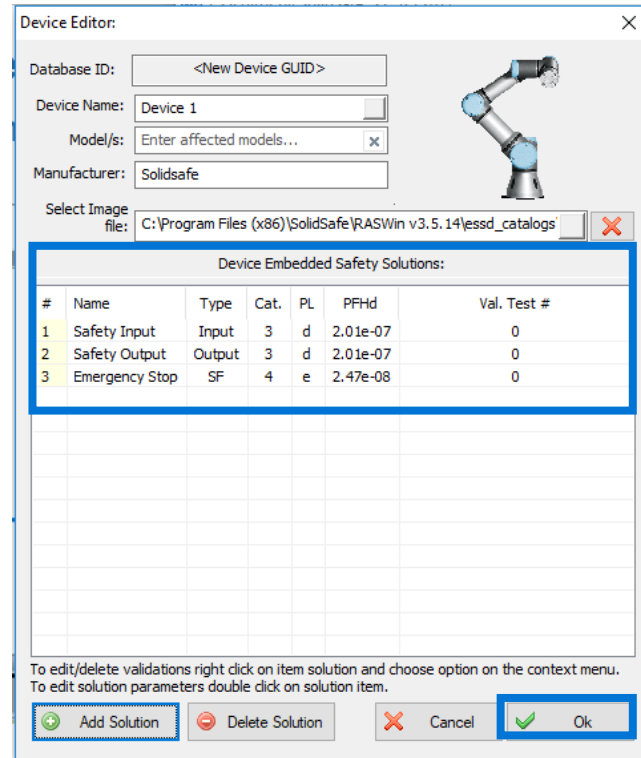 Device Editor:
Database ID: <New Device GUID>
Device Name: Device 1
Model/s: Enter affected models...
Manufacturer: Solidsafe
Select Image
file: C:\Program Files (x86)\SolidSafe\RASWin v3.5.14\essd_catalogs\
Device Embedded Safety Solutions:
# Name Type Cat. PL PFHd Val. Test #
1 Safety Input Input 3 d 2.01e-07 0
2 Safety Output Output 3 d 2.01e-07 0
3 Emergency Stop SF 4 e 2.47e-08 0
To edit/delete validations right click on item solution and choose option on the context menu.
To edit solution parameters double click on solution item.
Add Solution Delete Solution Cancel Ok